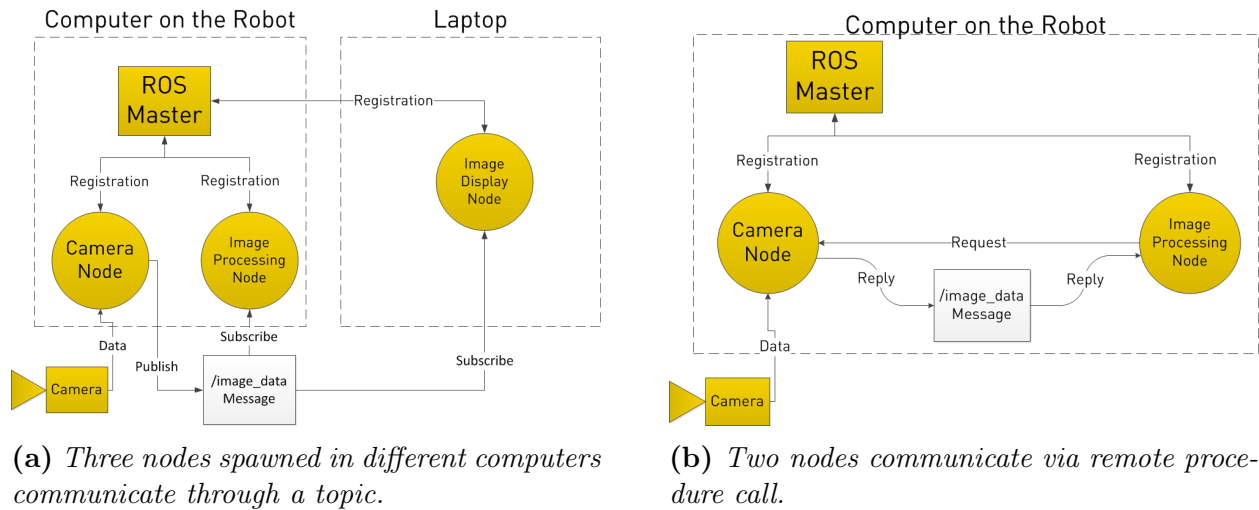 Computer on the Robot
Laptop
ROS
Master
Registration
Registration
Registration
Image
Display
Node
Camera
Node
Image
Processing
Node
Data
Publish
Subscribe
Subscribe
Camera
/image_data
Message
(a) Three nodes spawned in different computers
communicate through a topic.
Computer on the Robot
ROS
Master
Registration
Registration
Camera
Node
Request
Image
Processing
Node
Reply
/image_data
Message
Reply
Data
Camera
(b) Two nodes communicate via remote proce-
dure call.